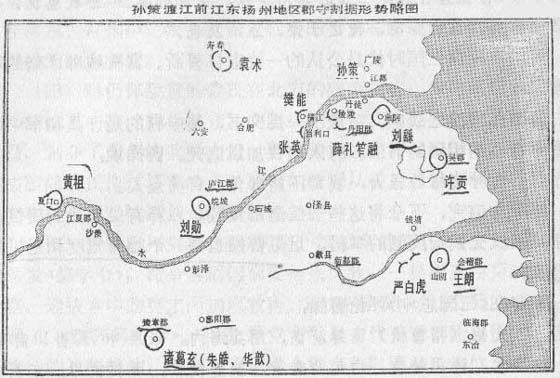 孙策渡江前江东扬州地区郡守割据形势略图
寿春
袁术
广陵
孙策
江都
丹徒
樊能
横江
秣陵
曲阿
六安
合肥
当利口
丹阳郡
刘繇
张英
薛礼笮融
吴郡
许贡
黄祖
夏口
江夏郡
沙羡
庐江郡
皖城
刘勋
石城
泾县
江
水
彭泽
钱塘
歙县
新都郡
严白虎
山阴
会稽郡
王朗
豫章郡
鄱阳郡
诸葛玄(朱皓、华歆)
临海郡
东冶